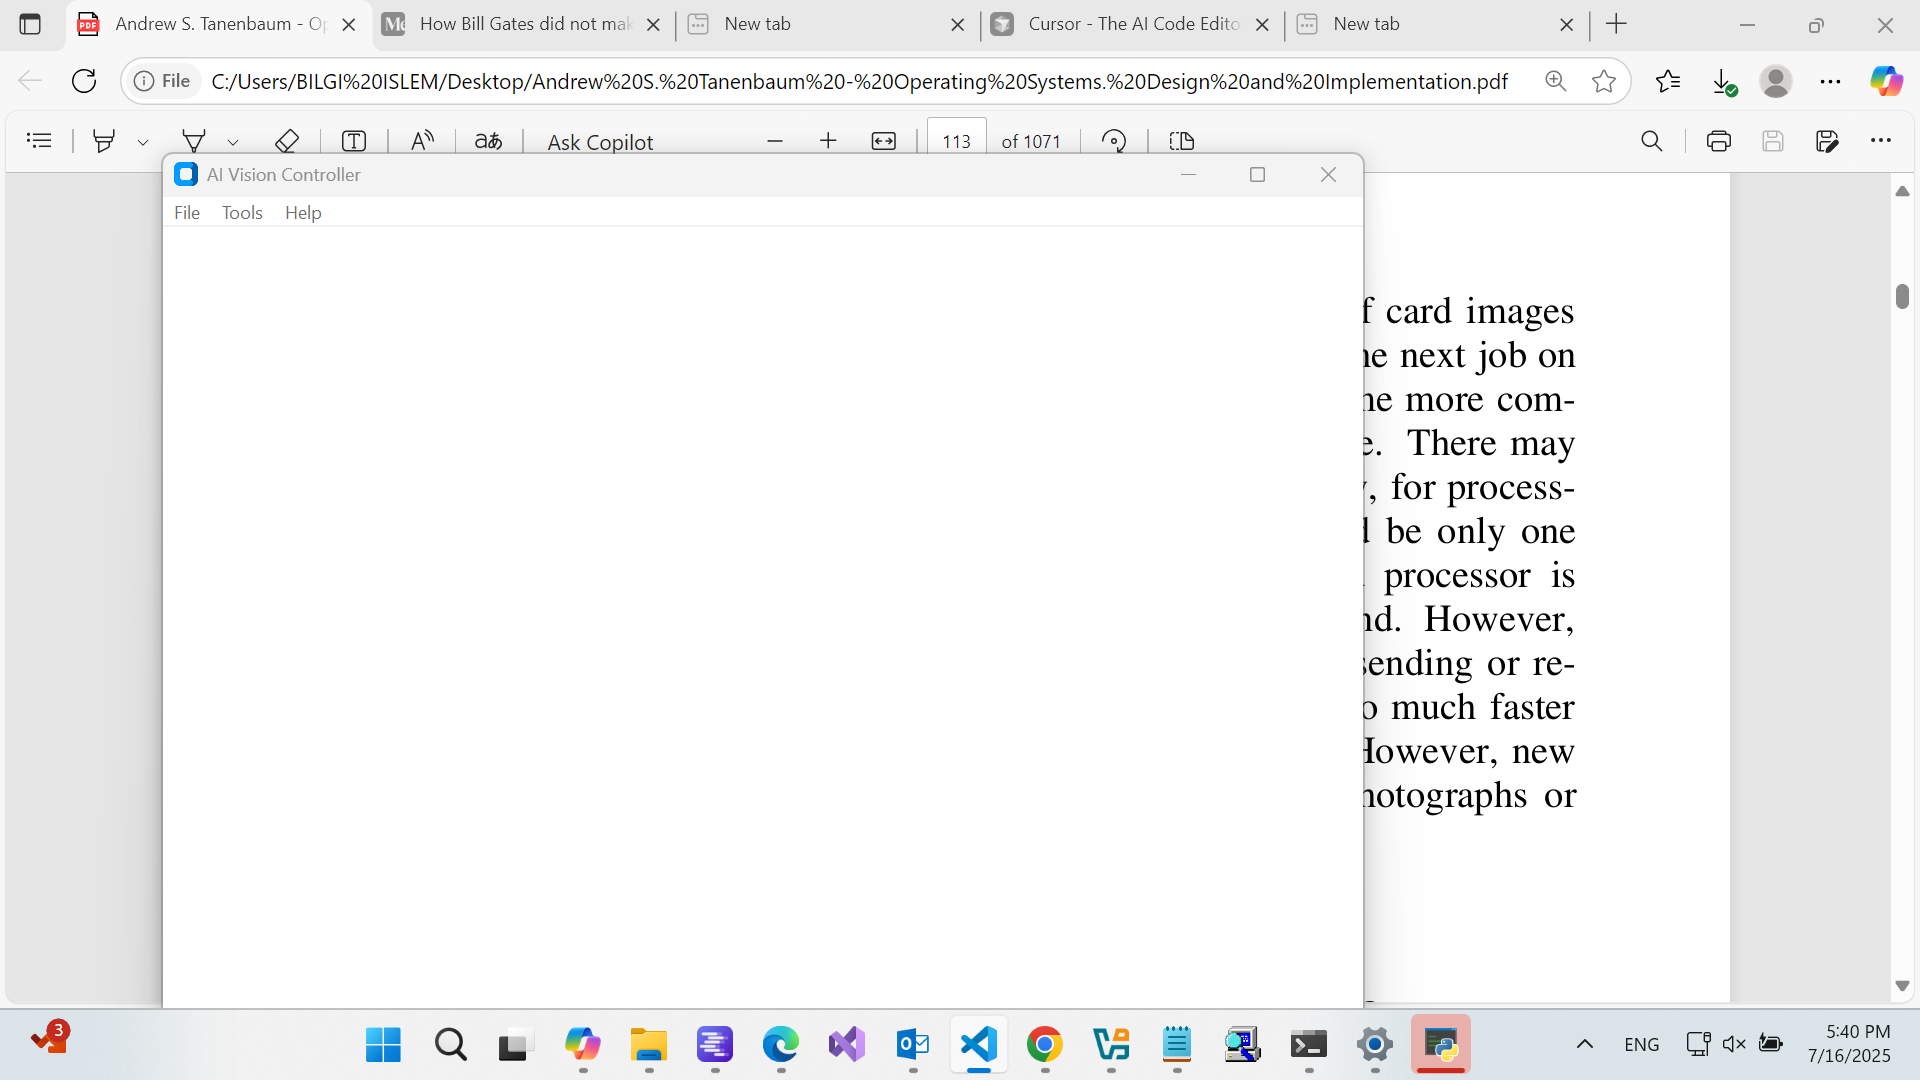 Andrew S. Tanenbaum - Op
How Bill Gates did not mak
New tab
Cursor - The AI Code Edito
New tab
File
C:/Users/BILGI%20ISLEM/Desktop/Andrew%20S.%20Tanenbaum%20-%20Operating%20Systems.%20Design%20and%20Implementation.pdf
Ask Copilot
113
of 1071
AI Vision Controller
File
Tools
Help
f card images
he next job on
he more com-
e. There may
, for process-
be only one
processor is
nd. However,
sending or re-
o much faster
However, new
hotographs or
3
ENG
5:40 PM
7/16/2025